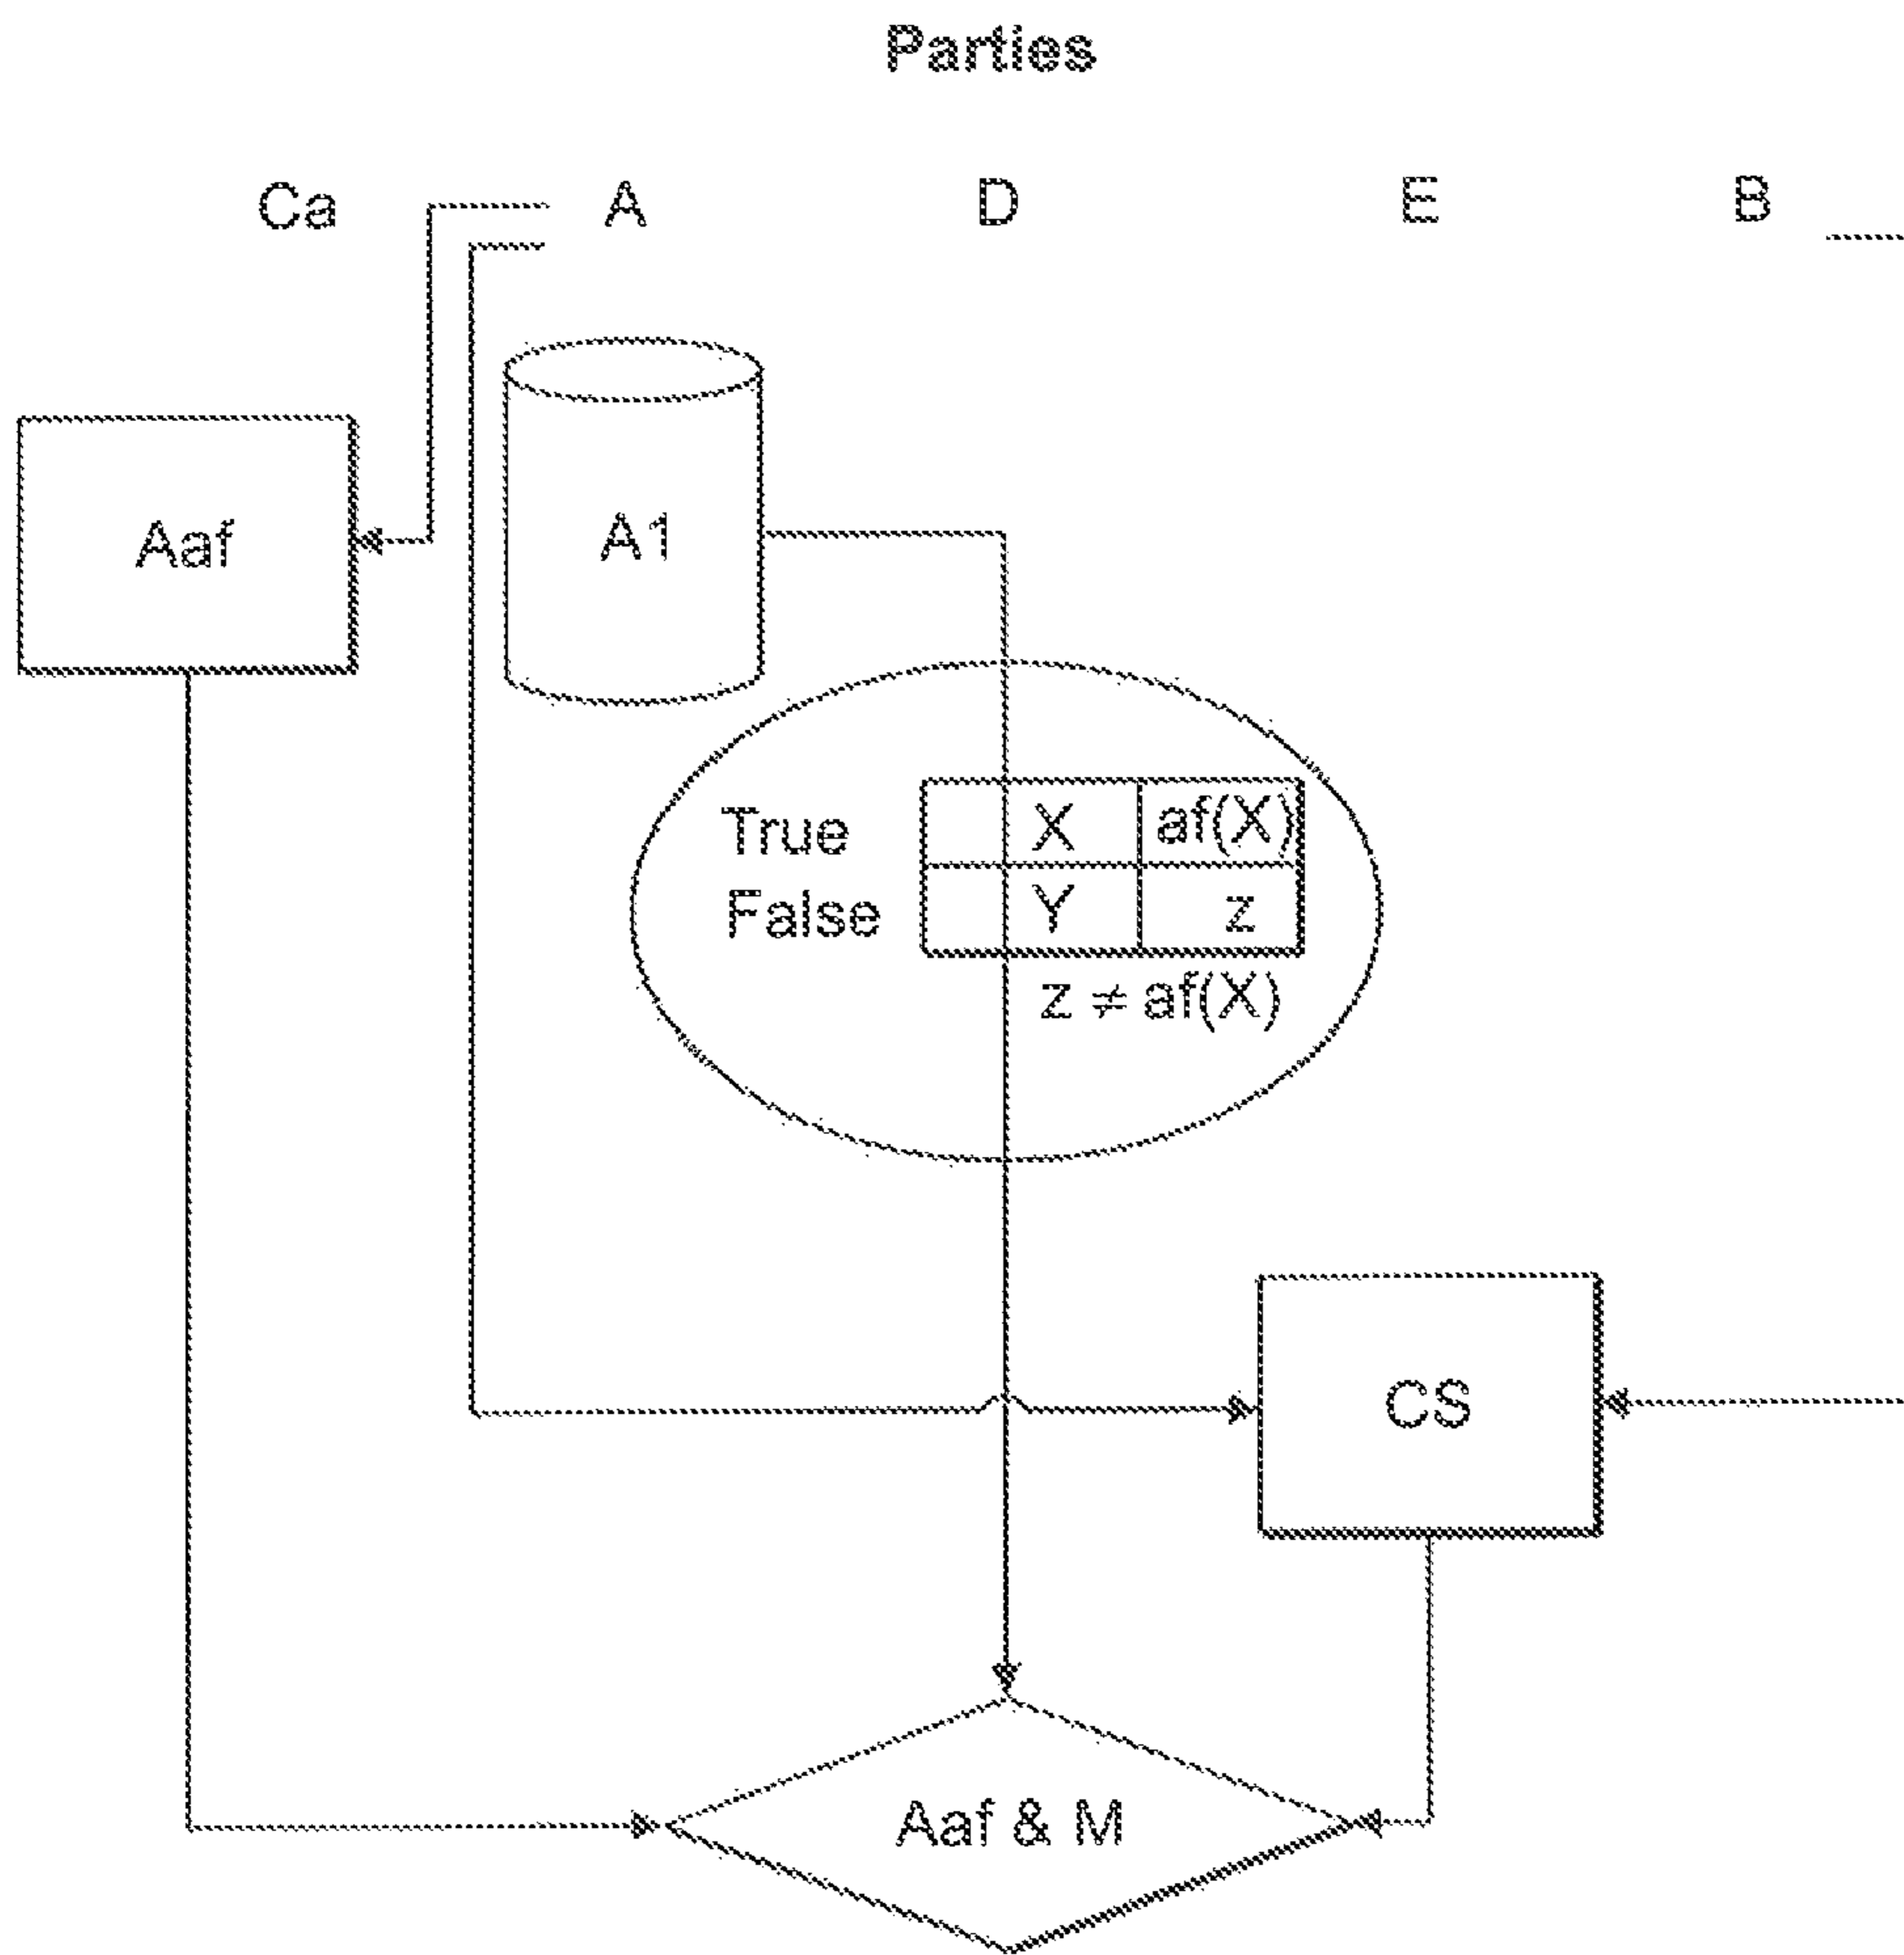 Parties
Ca A D E B
Aaf
A1
True X af(X)
False Y z
z ≠ af(X)
CS
Aaf & M